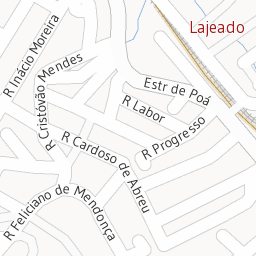 Lajeado
R Inácio Moreira
R Cristóvão Mendes
Estr de Poá
R Labor
R Progresso
R Cardoso de Abreu
R Feliciano de Mendonça